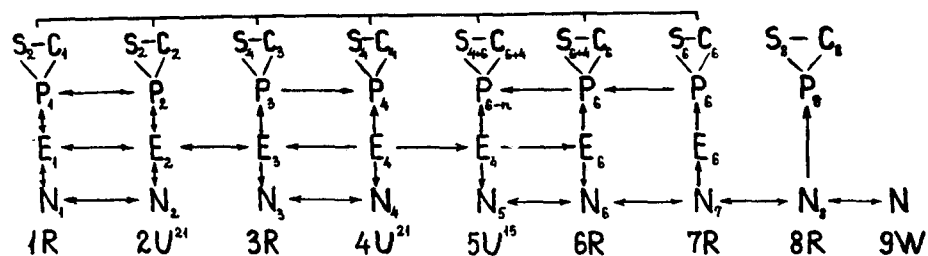 S₂–C₁ S₂–C₂ S₄–C₃ S₄–C₄ S₄₊₆ C₆₊₄ S₆₊₄–C₆ S₆ C₆ S₈–C₈
P₁ P₂ P₃ P₄ P₆₋ₙ P₆ P₆ P₈
E₁ E₂ E₃ E₄ E₄ E₆ E₆
N₁ N₂ N₃ N₄ N₅ N₆ N₇ N₈ N
1R 2U²¹ 3R 4U²¹ 5U¹⁵ 6R 7R 8R 9W